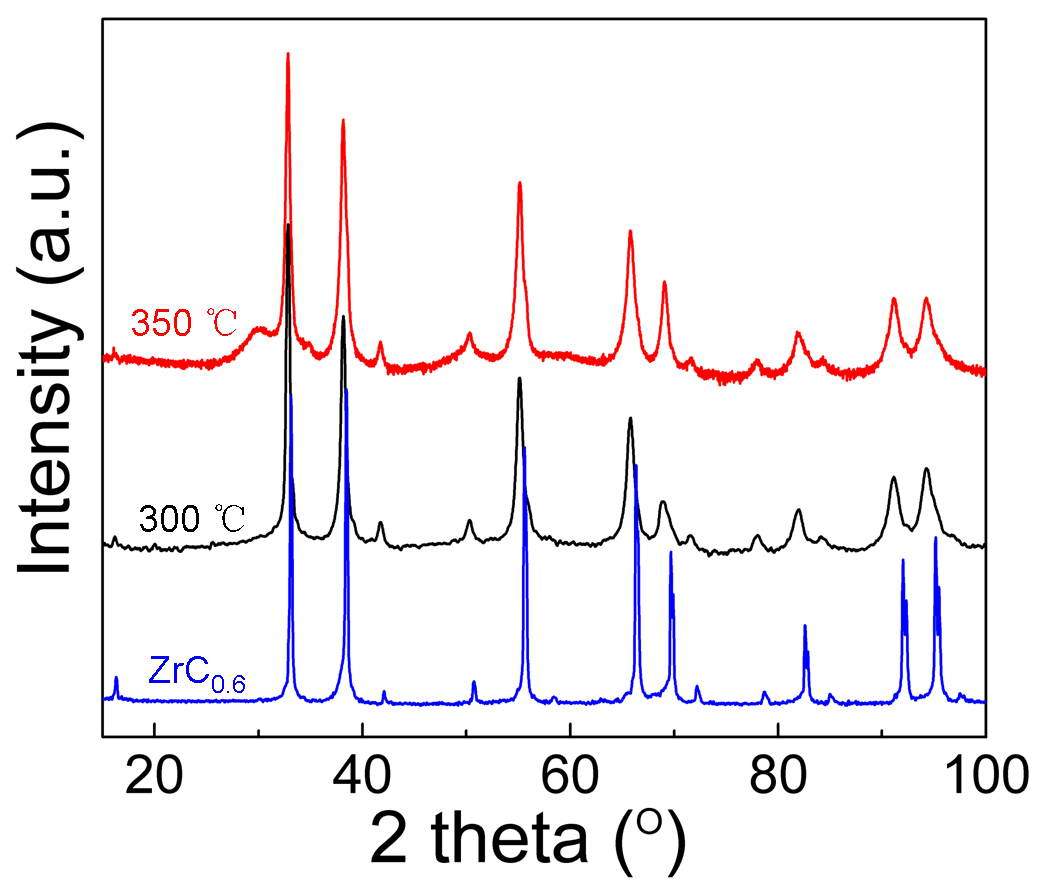 Intensity (a.u.)
350 ℃
300 ℃
ZrC0.6
20 40 60 80 100
2 theta (O)